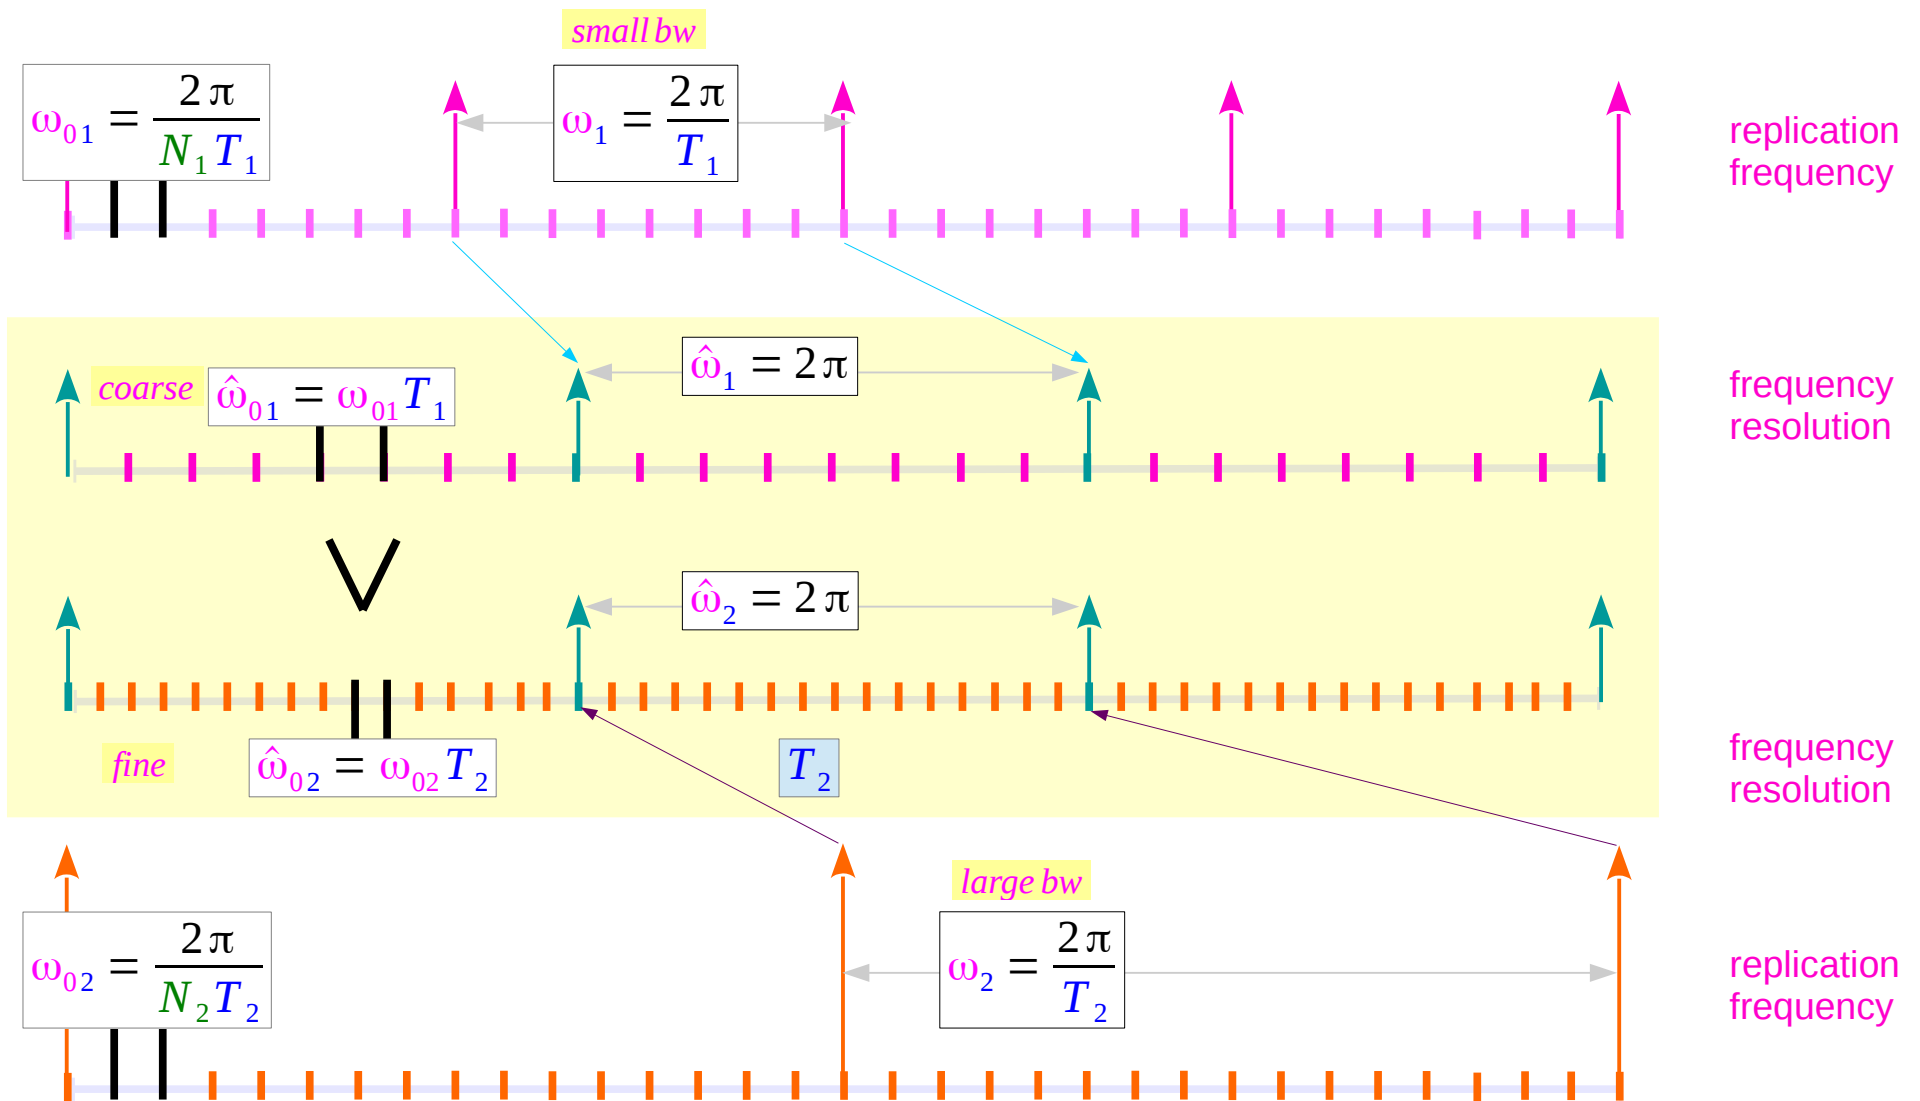 small bw
ω₀₁ = 2π / N₁T₁
ω₁ = 2π / T₁
replication
frequency
coarse
ω̂₀₁ = ω₀₁T₁
ω̂₁ = 2π
frequency
resolution
ω̂₂ = 2π
fine
ω̂₀₂ = ω₀₂T₂
T₂
frequency
resolution
large bw
ω₀₂ = 2π / N₂T₂
ω₂ = 2π / T₂
replication
frequency